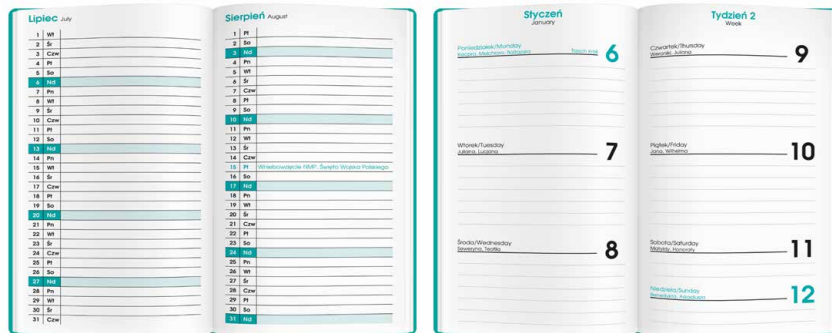 Lipiec July
1 Wt
2 Śr
3 Czw
4 Pt
5 So
6 Nd
7 Pn
8 Wt
9 Śr
10 Czw
11 Pt
12 So
13 Nd
14 Pn
15 Wt
16 Śr
17 Czw
18 Pt
19 So
20 Nd
21 Pn
22 Wt
23 Śr
24 Czw
25 Pt
26 So
27 Nd
28 Pn
29 Wt
30 Śr
31 Czw
Sierpień August
1 Pt
2 So
3 Nd
4 Pn
5 Wt
6 Śr
7 Czw
8 Pt
9 So
10 Nd
11 Pn
12 Wt
13 Śr
14 Czw
15 Pt Wniebowzięcie NMP, Święto Wojska Polskiego
16 So
17 Nd
18 Pn
19 Wt
20 Śr
21 Czw
22 Pt
23 So
24 Nd
25 Pn
26 Wt
27 Śr
28 Czw
29 Pt
30 So
31 Nd
Styczeń
January
Poniedziałek/Monday
Kacpra, Melchiora, Baltazara Trzech Króli
6
Wtorek/Tuesday
Juliana, Lucjana
7
Środa/Wednesday
Seweryna, Teofila
8
Tydzień 2
Week
Czwartek/Thursday
Weroniki, Juliana
9
Piątek/Friday
Jana, Wilhelma
10
Sobota/Saturday
Matyldy, Honoraty
11
Niedziela/Sunday
Benedykta, Arkadiusza
12